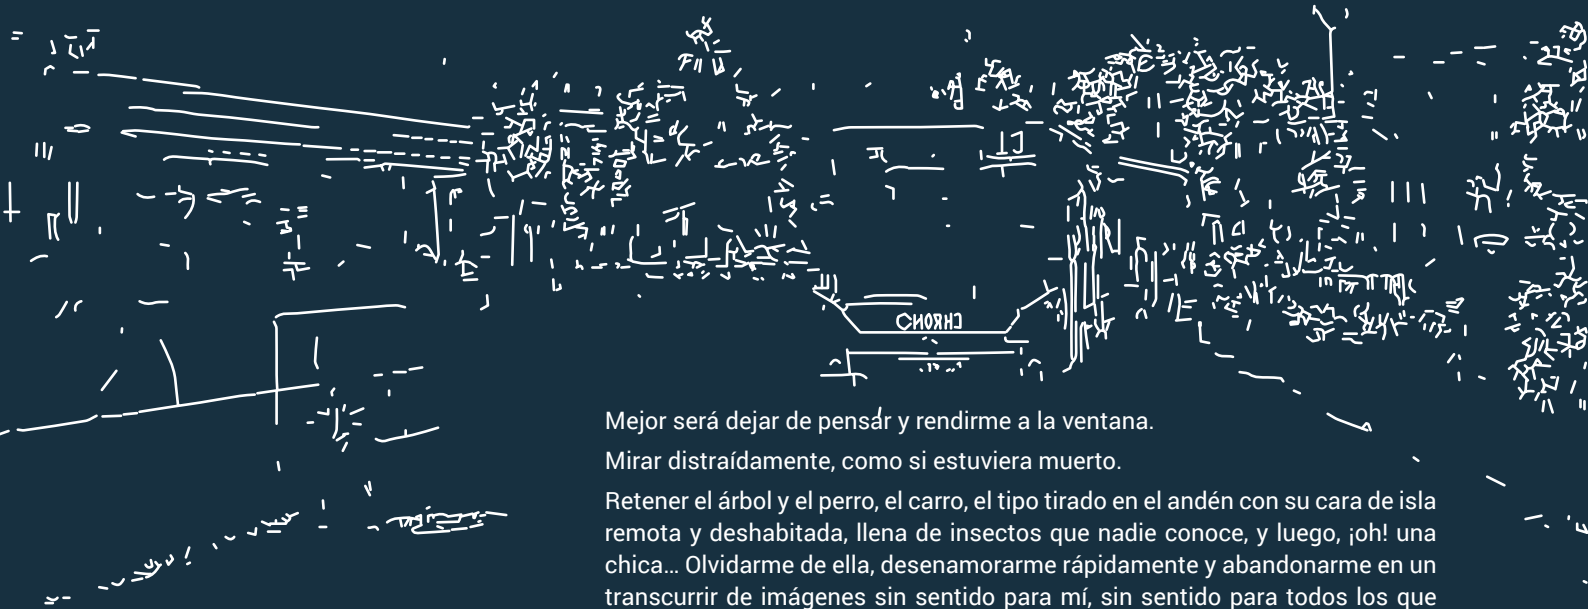 Mejor será dejar de pensar y rendirme a la ventana.
Mirar distraídamente, como si estuviera muerto.
Retener el árbol y el perro, el carro, el tipo tirado en el andén con su cara de isla
remota y deshabitada, llena de insectos que nadie conoce, y luego, ¡oh! una
chica... Olvidarme de ella, desenamorarme rápidamente y abandonarme en un
transcurrir de imágenes sin sentido para mí, sin sentido para todos los que